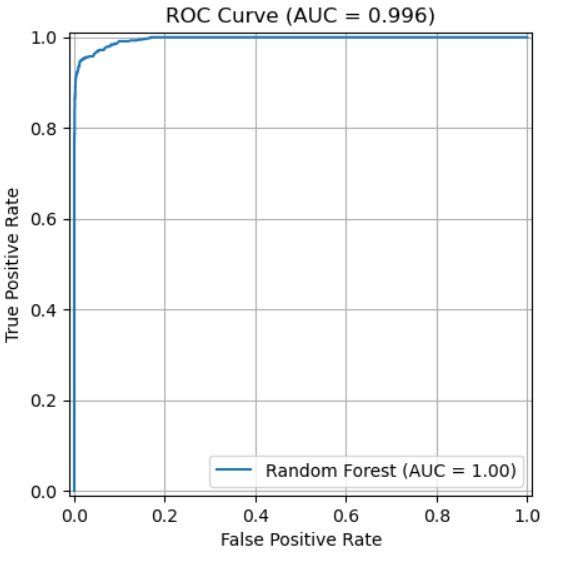 ROC Curve (AUC = 0.996)
1.0
0.8
0.6
0.4
0.2
0.0
True Positive Rate
Random Forest (AUC = 1.00)
0.0 0.2 0.4 0.6 0.8 1.0
False Positive Rate